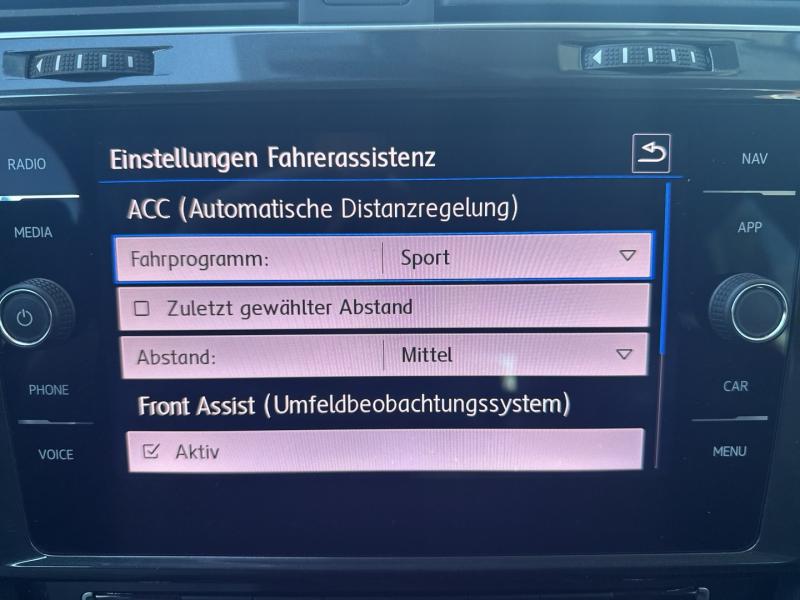 Einstellungen Fahrerassistenz
ACC (Automatische Distanzregelung)
Fahrprogramm: Sport
Zuletzt gewählter Abstand
Abstand: Mittel
Front Assist (Umfeldbeobachtungssystem)
Aktiv
RADIO
MEDIA
PHONE
VOICE
NAV
APP
CAR
MENU